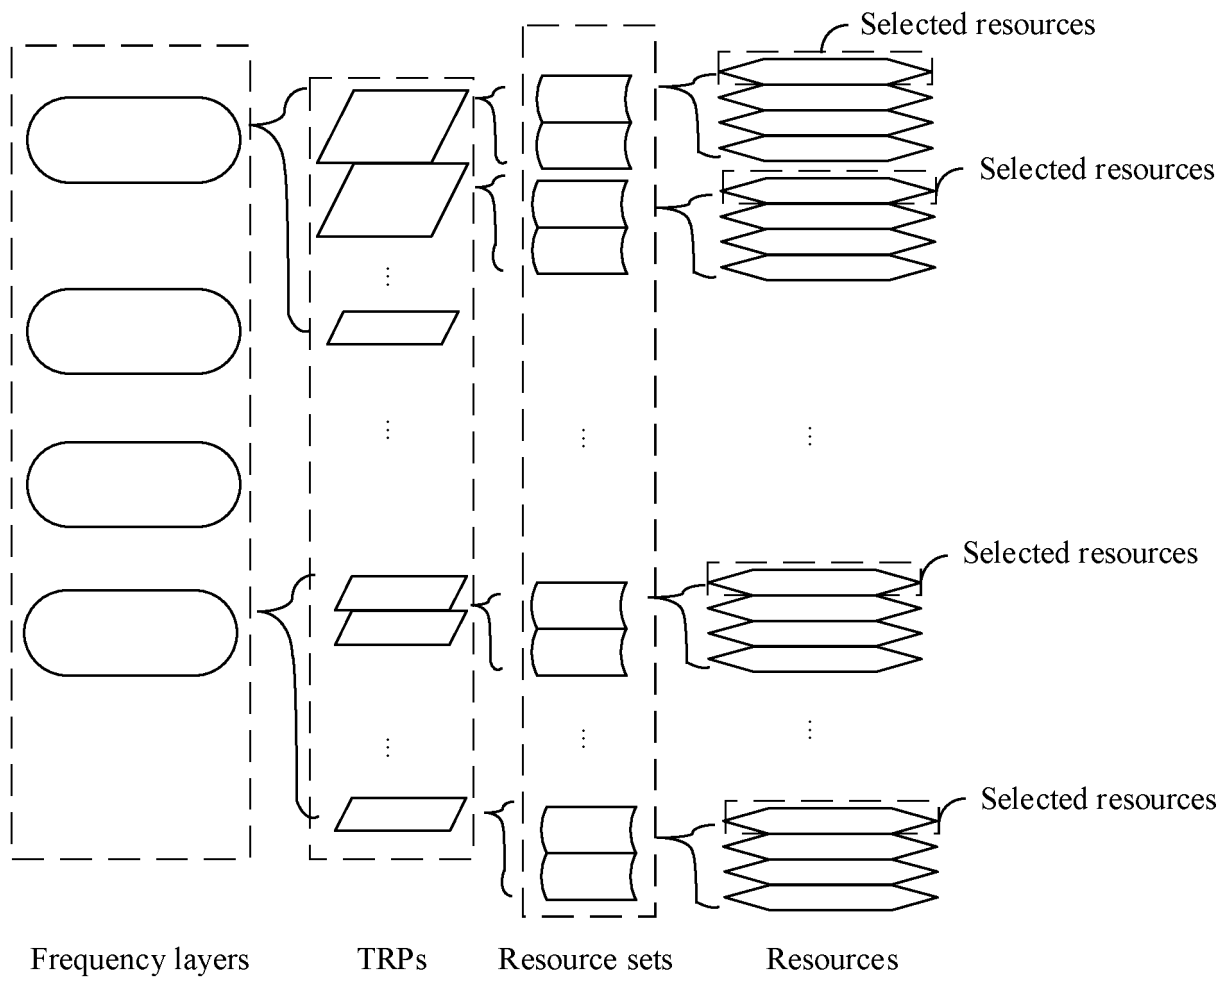 Selected resources
Selected resources
Selected resources
Selected resources
Frequency layers
TRPs
Resource sets
Resources